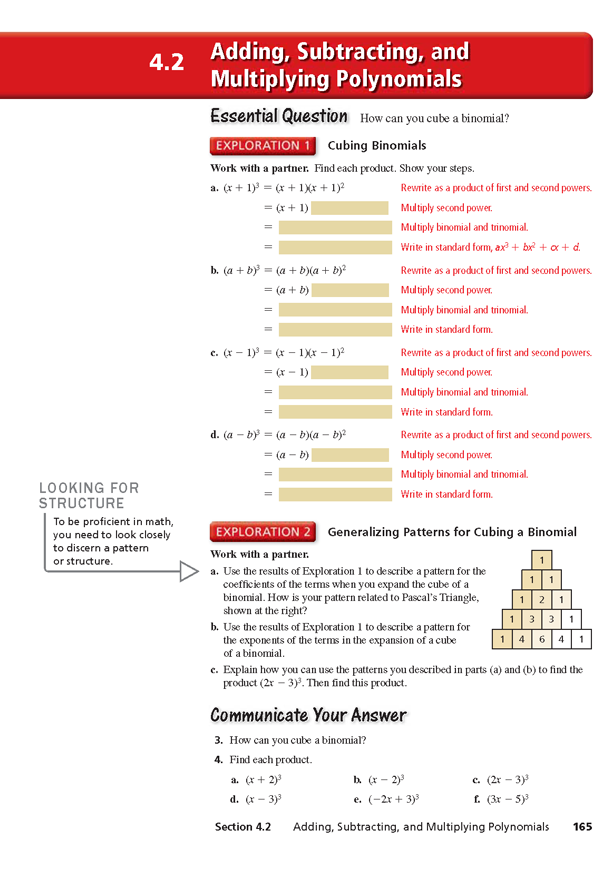 4.2
Adding, Subtracting, and
Multiplying Polynomials
Essential Question How can you cube a binomial?
EXPLORATION 1 Cubing Binomials
Work with a partner. Find each product. Show your steps.
a. (x + 1)³ = (x + 1)(x + 1)² Rewrite as a product of first and second powers.
= (x + 1) Multiply second power.
= Multiply binomial and trinomial.
= Write in standard form, ax³ + bx² + cx + d.
b. (a + b)³ = (a + b)(a + b)² Rewrite as a product of first and second powers.
= (a + b) Multiply second power.
= Multiply binomial and trinomial.
= Write in standard form.
c. (x − 1)³ = (x − 1)(x − 1)² Rewrite as a product of first and second powers.
= (x − 1) Multiply second power.
= Multiply binomial and trinomial.
= Write in standard form.
d. (a − b)³ = (a − b)(a − b)² Rewrite as a product of first and second powers.
= (a − b) Multiply second power.
= Multiply binomial and trinomial.
= Write in standard form.
LOOKING FOR
STRUCTURE
To be proficient in math,
you need to look closely
to discern a pattern
or structure.
EXPLORATION 2 Generalizing Patterns for Cubing a Binomial
Work with a partner.
a. Use the results of Exploration 1 to describe a pattern for the
coefficients of the terms when you expand the cube of a
binomial. How is your pattern related to Pascal's Triangle,
shown at the right?
b. Use the results of Exploration 1 to describe a pattern for
the exponents of the terms in the expansion of a cube
of a binomial.
1
1 1
1 2 1
1 3 3 1
1 4 6 4 1
c. Explain how you can use the patterns you described in parts (a) and (b) to find the
product (2x − 3)³. Then find this product.
Communicate Your Answer
3. How can you cube a binomial?
4. Find each product.
a. (x + 2)³ b. (x − 2)³ c. (2x − 3)³
d. (x − 3)³ e. (−2x + 3)³ f. (3x − 5)³
Section 4.2 Adding, Subtracting, and Multiplying Polynomials 165